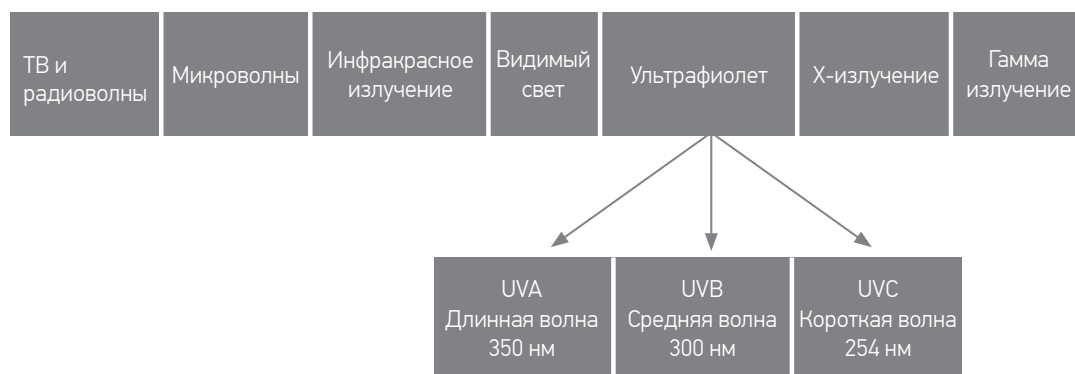 ТВ и
радиоволны
Микроволны
Инфракрасное
излучение
Видимый
свет
Ультрафиолет
Х-излучение
Гамма
излучение
UVA
Длинная волна
350 нм
UVB
Средняя волна
300 нм
UVC
Короткая волна
254 нм